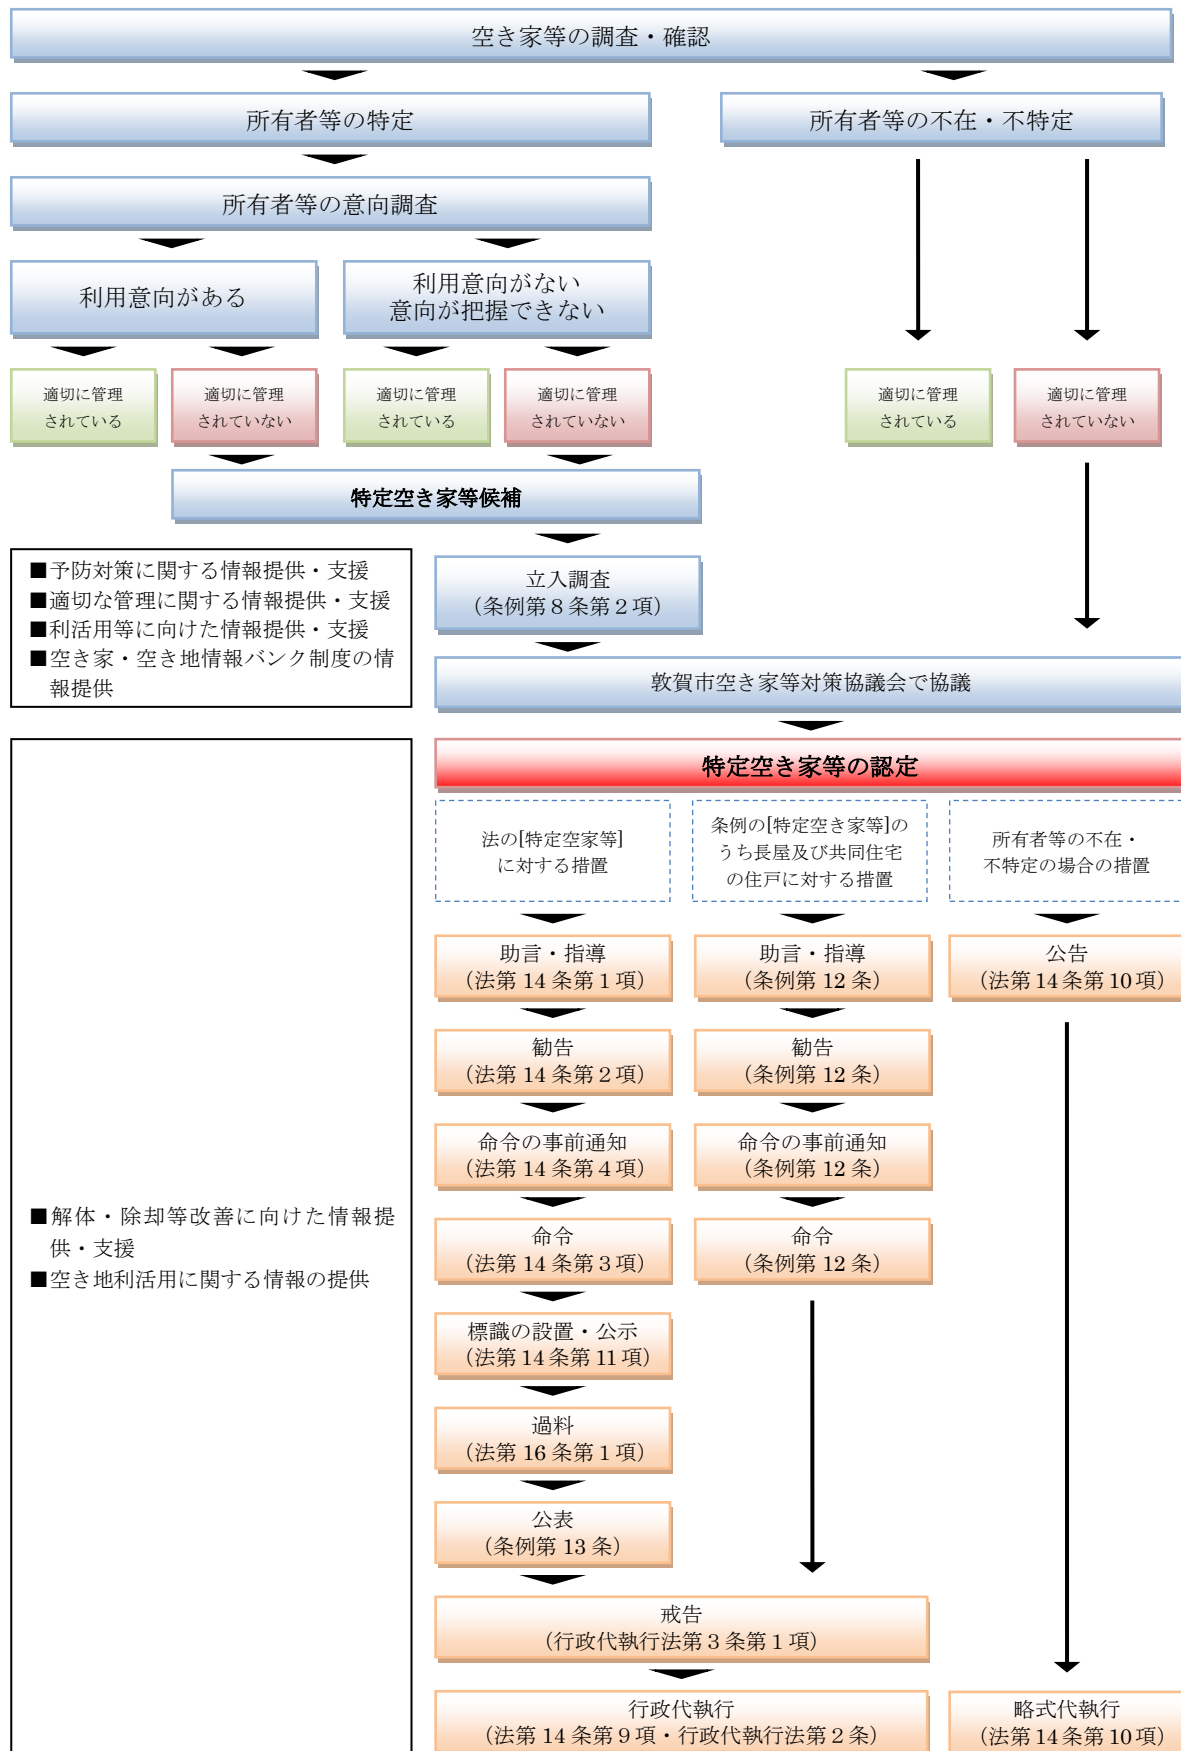 空き家等の調査・確認
所有者等の特定
所有者等の不在・不特定
所有者等の意向調査
利用意向がある
利用意向がない
意向が把握できない
適切に管理
されている
適切に管理
されていない
適切に管理
されている
適切に管理
されていない
適切に管理
されている
適切に管理
されていない
特定空き家等候補
■予防対策に関する情報提供・支援
■適切な管理に関する情報提供・支援
■利活用等に向けた情報提供・支援
■空き家・空き地情報バンク制度の情
報提供
立入調査
（条例第８条第２項）
敦賀市空き家等対策協議会で協議
特定空き家等の認定
法の[特定空家等]
に対する措置
条例の[特定空き家等]の
うち長屋及び共同住宅
の住戸に対する措置
所有者等の不在・
不特定の場合の措置
助言・指導
（法第 14 条第１項）
助言・指導
（条例第 12 条）
公告
（法第 14 条第 10 項）
勧告
（法第 14 条第２項）
勧告
（条例第 12 条）
命令の事前通知
（法第 14 条第４項）
命令の事前通知
（条例第 12 条）
■解体・除却等改善に向けた情報提
供・支援
■空き地利活用に関する情報の提供
命令
（法第 14 条第３項）
命令
（条例第 12 条）
標識の設置・公示
（法第 14 条第 11 項）
過料
（法第 16 条第１項）
公表
（条例第 13 条）
戒告
（行政代執行法第３条第１項）
行政代執行
（法第 14 条第９項・行政代執行法第２条）
略式代執行
（法第 14 条第 10 項）